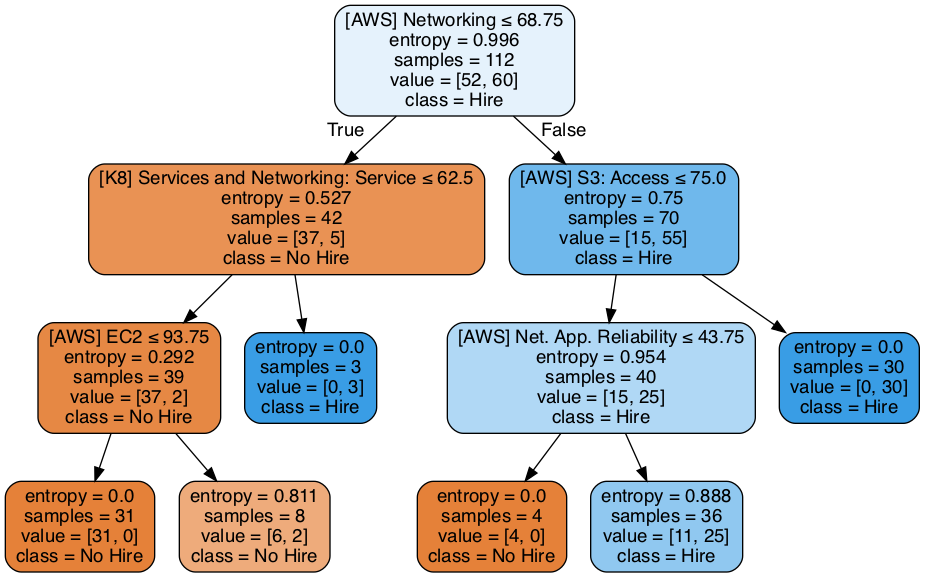 [AWS] Networking ≤ 68.75
entropy = 0.996
samples = 112
value = [52, 60]
class = Hire
True
False
[K8] Services and Networking: Service ≤ 62.5
entropy = 0.527
samples = 42
value = [37, 5]
class = No Hire
[AWS] S3: Access ≤ 75.0
entropy = 0.75
samples = 70
value = [15, 55]
class = Hire
[AWS] EC2 ≤ 93.75
entropy = 0.292
samples = 39
value = [37, 2]
class = No Hire
entropy = 0.0
samples = 3
value = [0, 3]
class = Hire
[AWS] Net. App. Reliability ≤ 43.75
entropy = 0.954
samples = 40
value = [15, 25]
class = Hire
entropy = 0.0
samples = 30
value = [0, 30]
class = Hire
entropy = 0.0
samples = 31
value = [31, 0]
class = No Hire
entropy = 0.811
samples = 8
value = [6, 2]
class = No Hire
entropy = 0.0
samples = 4
value = [4, 0]
class = No Hire
entropy = 0.888
samples = 36
value = [11, 25]
class = Hire